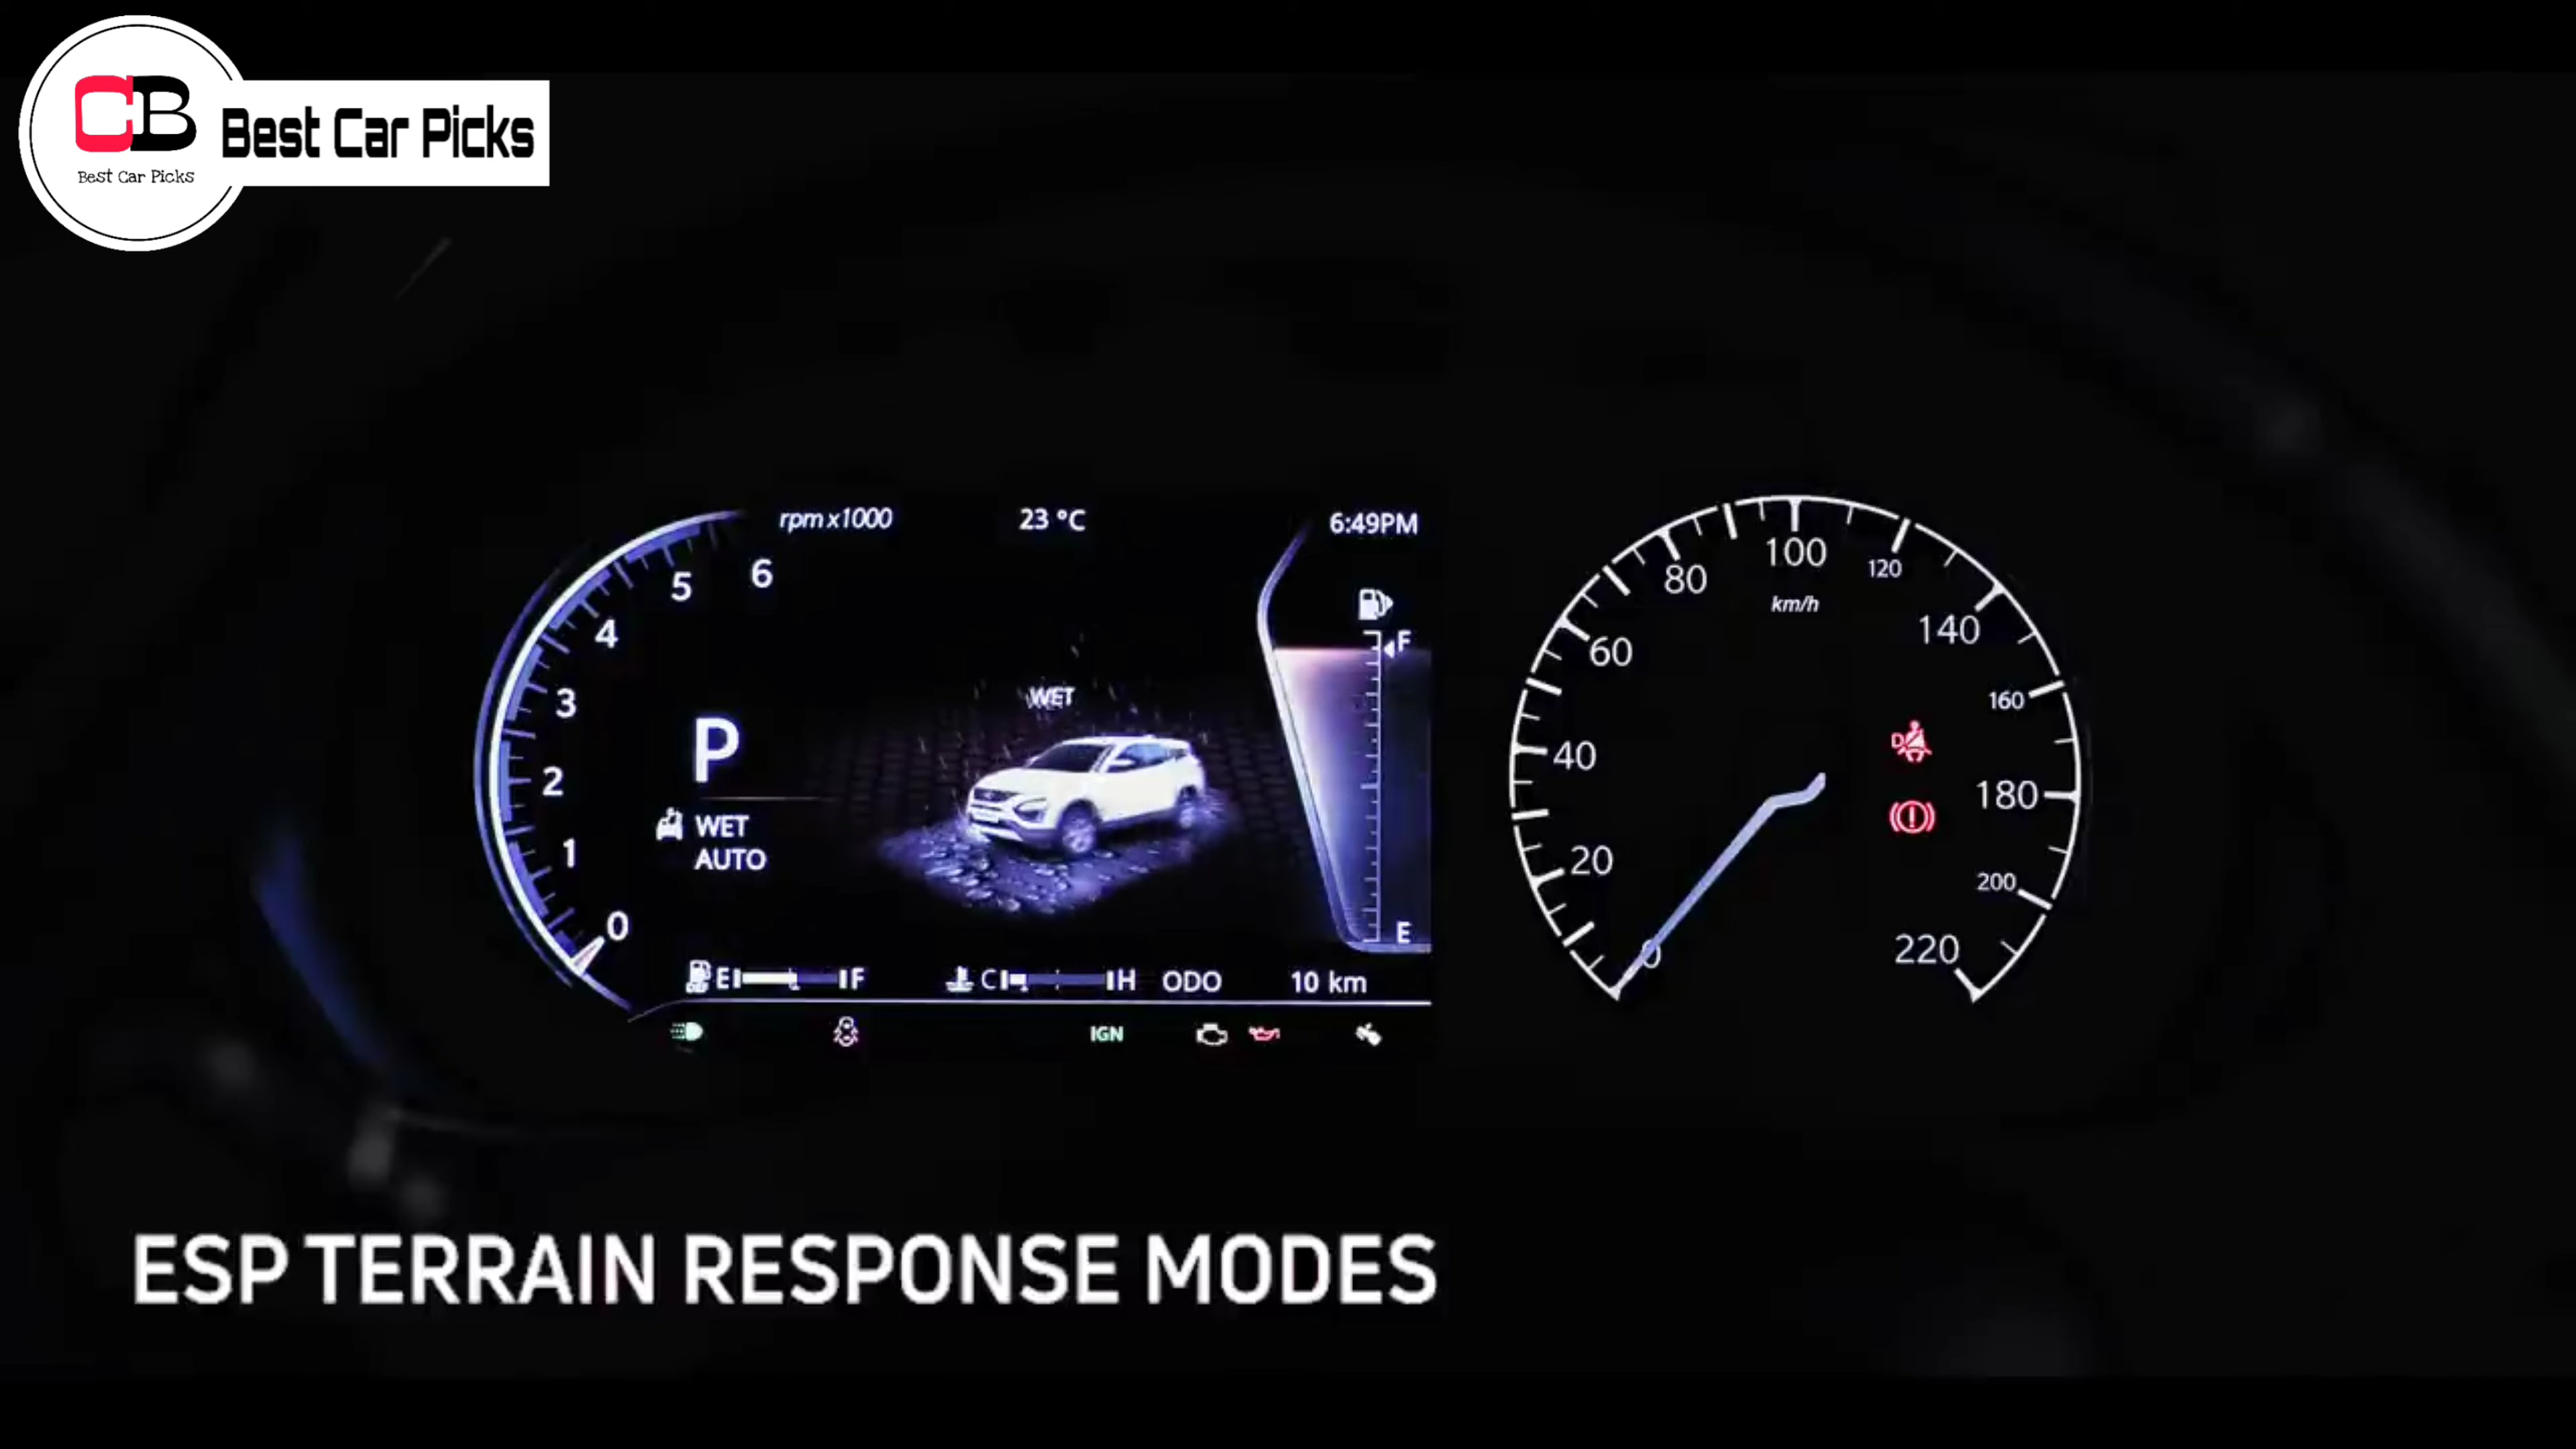 CB
Best Car Picks
Best Car Picks
rpm x1000
23 °C
6:49PM
6
5
4
3
2
1
0
P
WET
AUTO
WET
F
E
E F
C H
ODO
10 km
IGN
0
20
40
60
80
100
120
140
160
180
200
220
km/h
D
ESP TERRAIN RESPONSE MODES